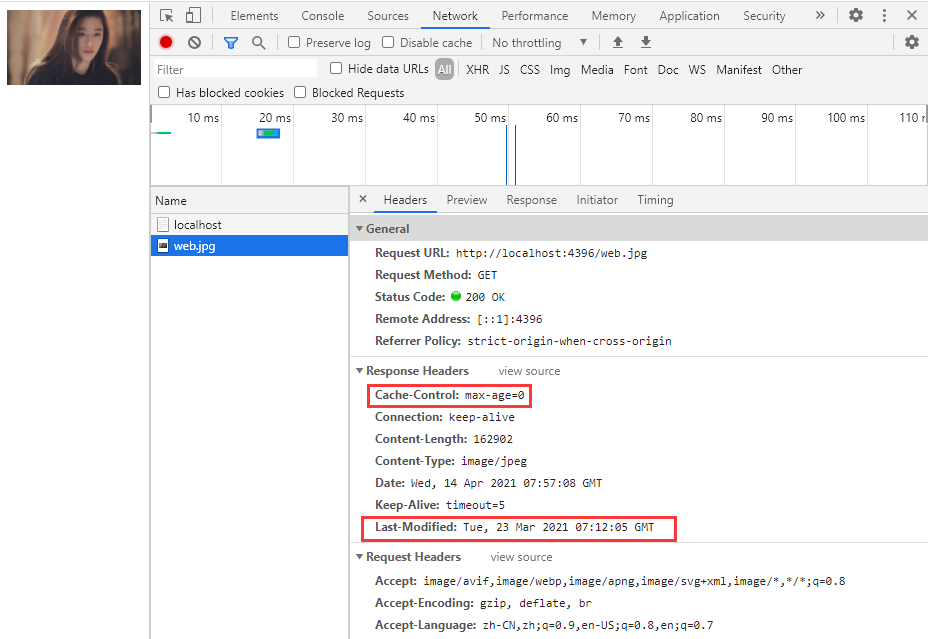 Elements Console Sources Network Performance Memory Application Security »
Preserve log Disable cache No throttling ▼
Filter Hide data URLs All XHR JS CSS Img Media Font Doc WS Manifest Other
Has blocked cookies Blocked Requests
10 ms 20 ms 30 ms 40 ms 50 ms 60 ms 70 ms 80 ms 90 ms 100 ms 110
Name
localhost
web.jpg
× Headers Preview Response Initiator Timing
General
Request URL: http://localhost:4396/web.jpg
Request Method: GET
Status Code: 200 OK
Remote Address: [::1]:4396
Referrer Policy: strict-origin-when-cross-origin
Response Headers view source
Cache-Control: max-age=0
Connection: keep-alive
Content-Length: 162902
Content-Type: image/jpeg
Date: Wed, 14 Apr 2021 07:57:08 GMT
Keep-Alive: timeout=5
Last-Modified: Tue, 23 Mar 2021 07:12:05 GMT
Request Headers view source
Accept: image/avif,image/webp,image/apng,image/svg+xml,image/*,*/*;q=0.8
Accept-Encoding: gzip, deflate, br
Accept-Language: zh-CN,zh;q=0.9,en-US;q=0.8,en;q=0.7